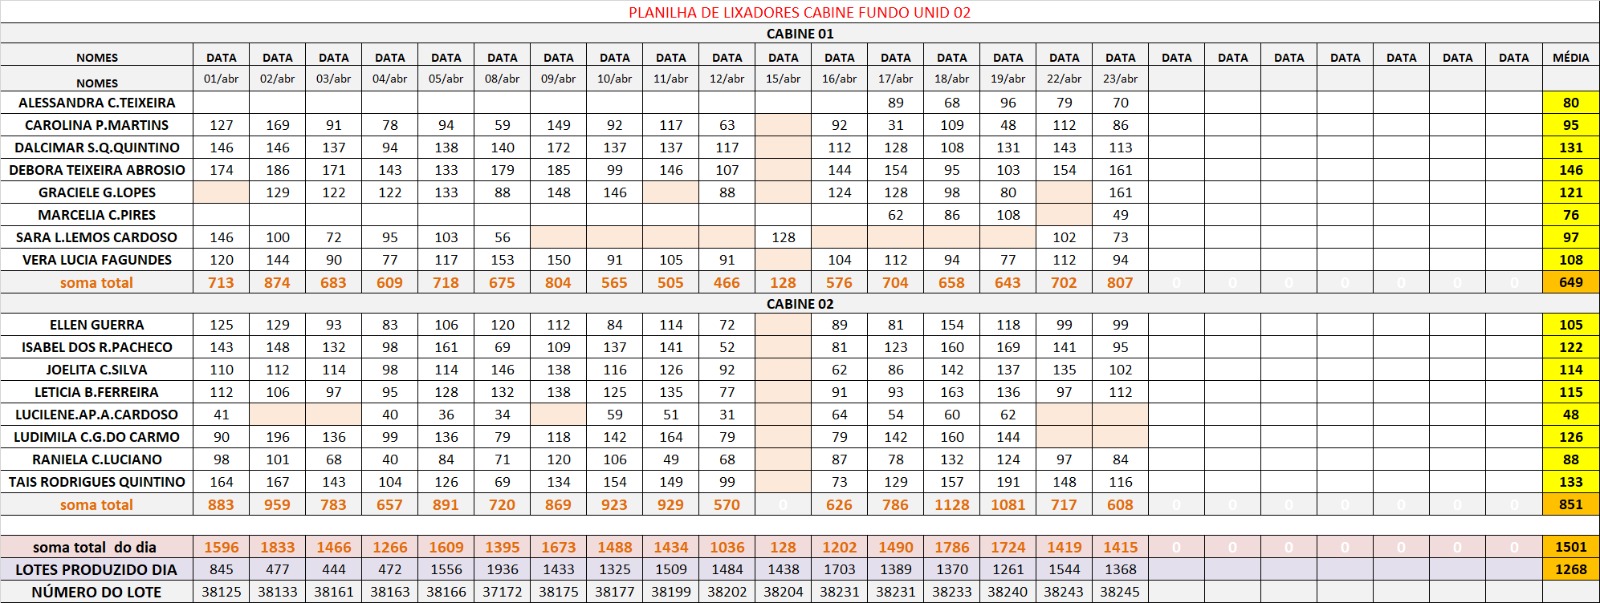 PLANILHA DE LIXADORES CABINE FUNDO UNID 02
CABINE 01
NOMES DATA DATA DATA DATA DATA DATA DATA DATA DATA DATA DATA DATA DATA DATA DATA DATA DATA DATA DATA DATA DATA DATA DATA DATA MÉDIA
NOMES 01/abr 02/abr 03/abr 04/abr 05/abr 08/abr 09/abr 10/abr 11/abr 12/abr 15/abr 16/abr 17/abr 18/abr 19/abr 22/abr 23/abr
ALESSANDRA C.TEIXEIRA 89 68 96 79 70 80
CAROLINA P.MARTINS 127 169 91 78 94 59 149 92 117 63 92 31 109 48 112 86 95
DALCIMAR S.Q.QUINTINO 146 146 137 94 138 140 172 137 137 117 112 128 108 131 143 113 131
DEBORA TEIXEIRA ABROSIO 174 186 171 143 133 179 185 99 146 107 144 154 95 103 154 161 146
GRACIELE G.LOPES 129 122 122 133 88 148 146 88 124 128 98 80 161 121
MARCELIA C.PIRES 62 86 108 49 76
SARA L.LEMOS CARDOSO 146 100 72 95 103 56 128 102 73 97
VERA LUCIA FAGUNDES 120 144 90 77 117 153 150 91 105 91 104 112 94 77 112 94 108
soma total 713 874 683 609 718 675 804 565 505 466 128 576 704 658 643 702 807 0 0 0 0 0 0 0 649
CABINE 02
ELLEN GUERRA 125 129 93 83 106 120 112 84 114 72 89 81 154 118 99 99 105
ISABEL DOS R.PACHECO 143 148 132 98 161 69 109 137 141 52 81 123 160 169 141 95 122
JOELITA C.SILVA 110 112 114 98 114 146 138 116 126 92 62 86 142 137 135 102 114
LETICIA B.FERREIRA 112 106 97 95 128 132 138 125 135 77 91 93 163 136 97 112 115
LUCILENE.AP.A.CARDOSO 41 40 36 34 59 51 31 64 54 60 62 48
LUDIMILA C.G.DO CARMO 90 196 136 99 136 79 118 142 164 79 79 142 160 144 126
RANIELA C.LUCIANO 98 101 68 40 84 71 120 106 49 68 87 78 132 124 97 84 88
TAIS RODRIGUES QUINTINO 164 167 143 104 126 69 134 154 149 99 73 129 157 191 148 116 133
soma total 883 959 783 657 891 720 869 923 929 570 0 626 786 1128 1081 717 608 0 0 0 0 0 0 0 851
soma total do dia 1596 1833 1466 1266 1609 1395 1673 1488 1434 1036 128 1202 1490 1786 1724 1419 1415 0 0 0 0 0 0 0 1501
LOTES PRODUZIDO DIA 845 477 444 472 1556 1936 1433 1325 1509 1484 1438 1703 1389 1370 1261 1544 1368 1268
NÚMERO DO LOTE 38125 38133 38161 38163 38166 37172 38175 38177 38199 38202 38204 38231 38231 38233 38240 38243 38245